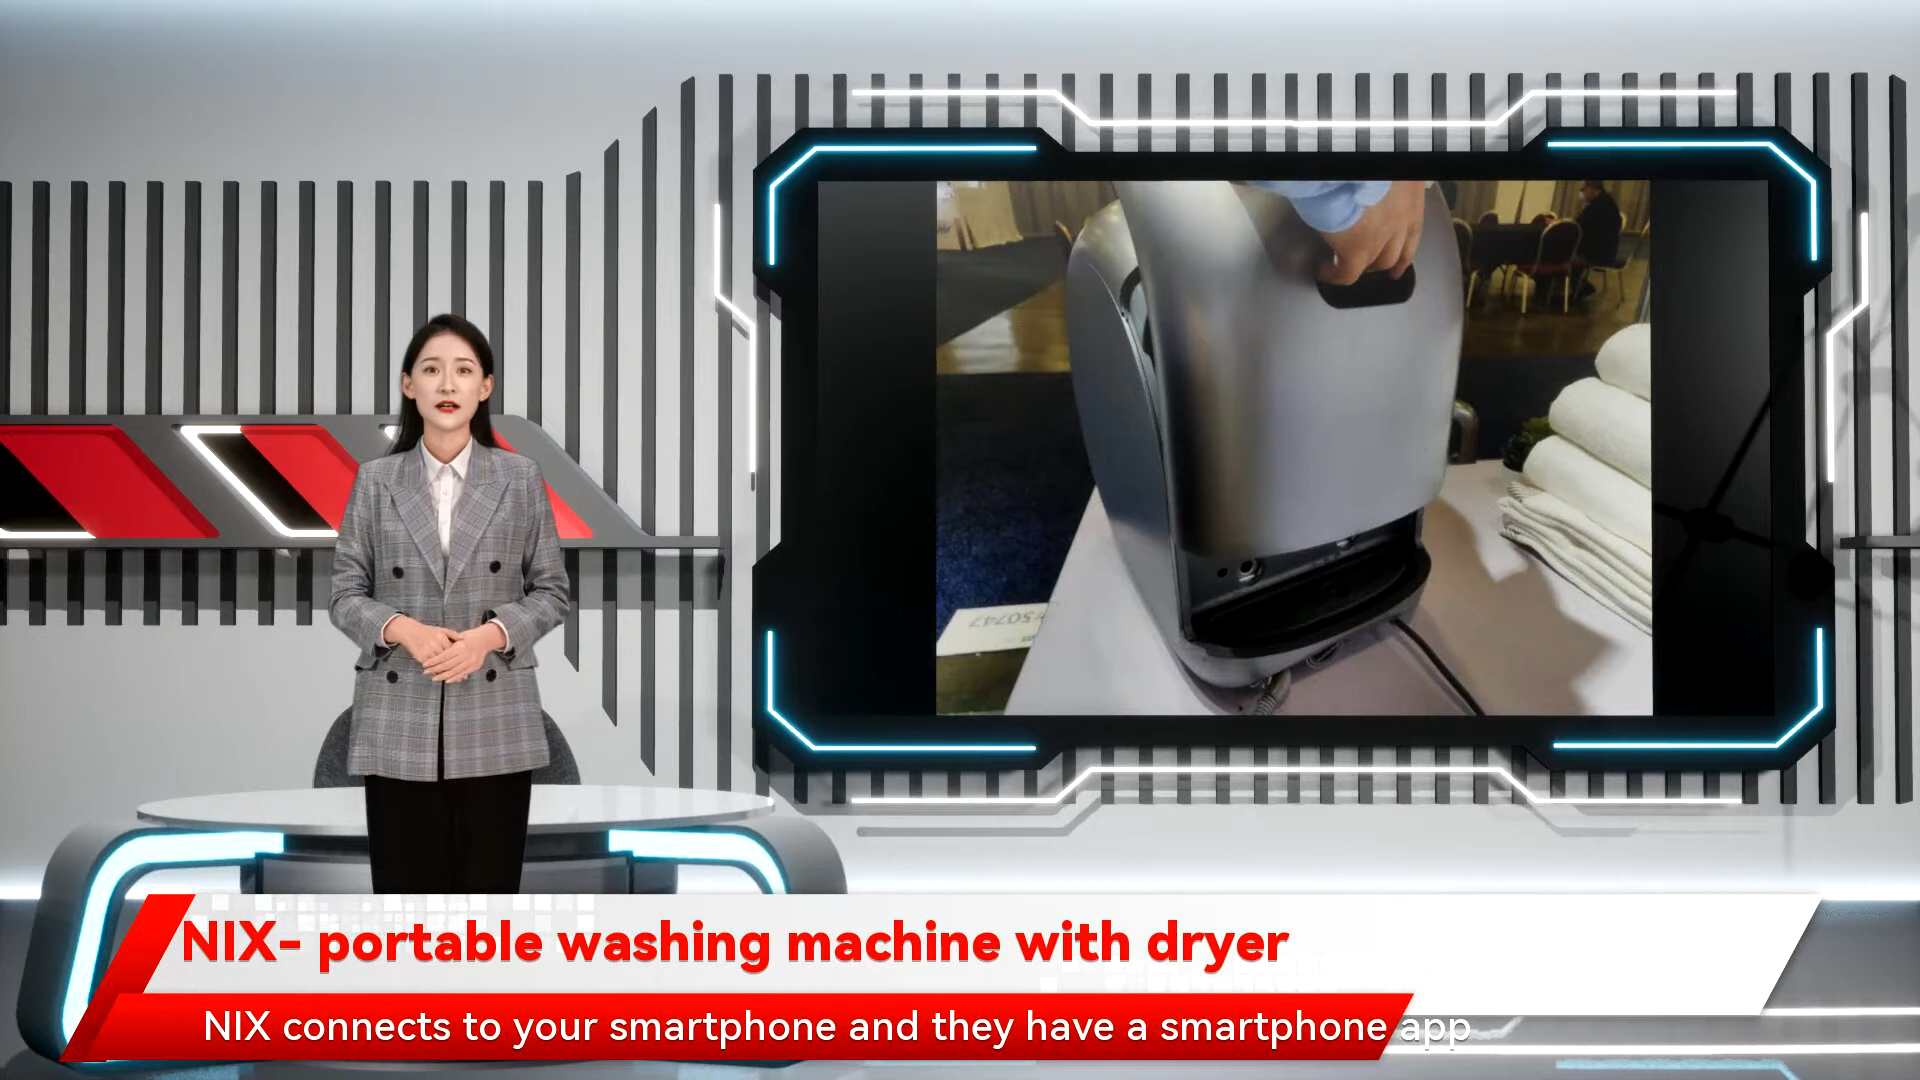 NIX- portable washing machine with dryer
NIX connects to your smartphone and they have a smartphone app